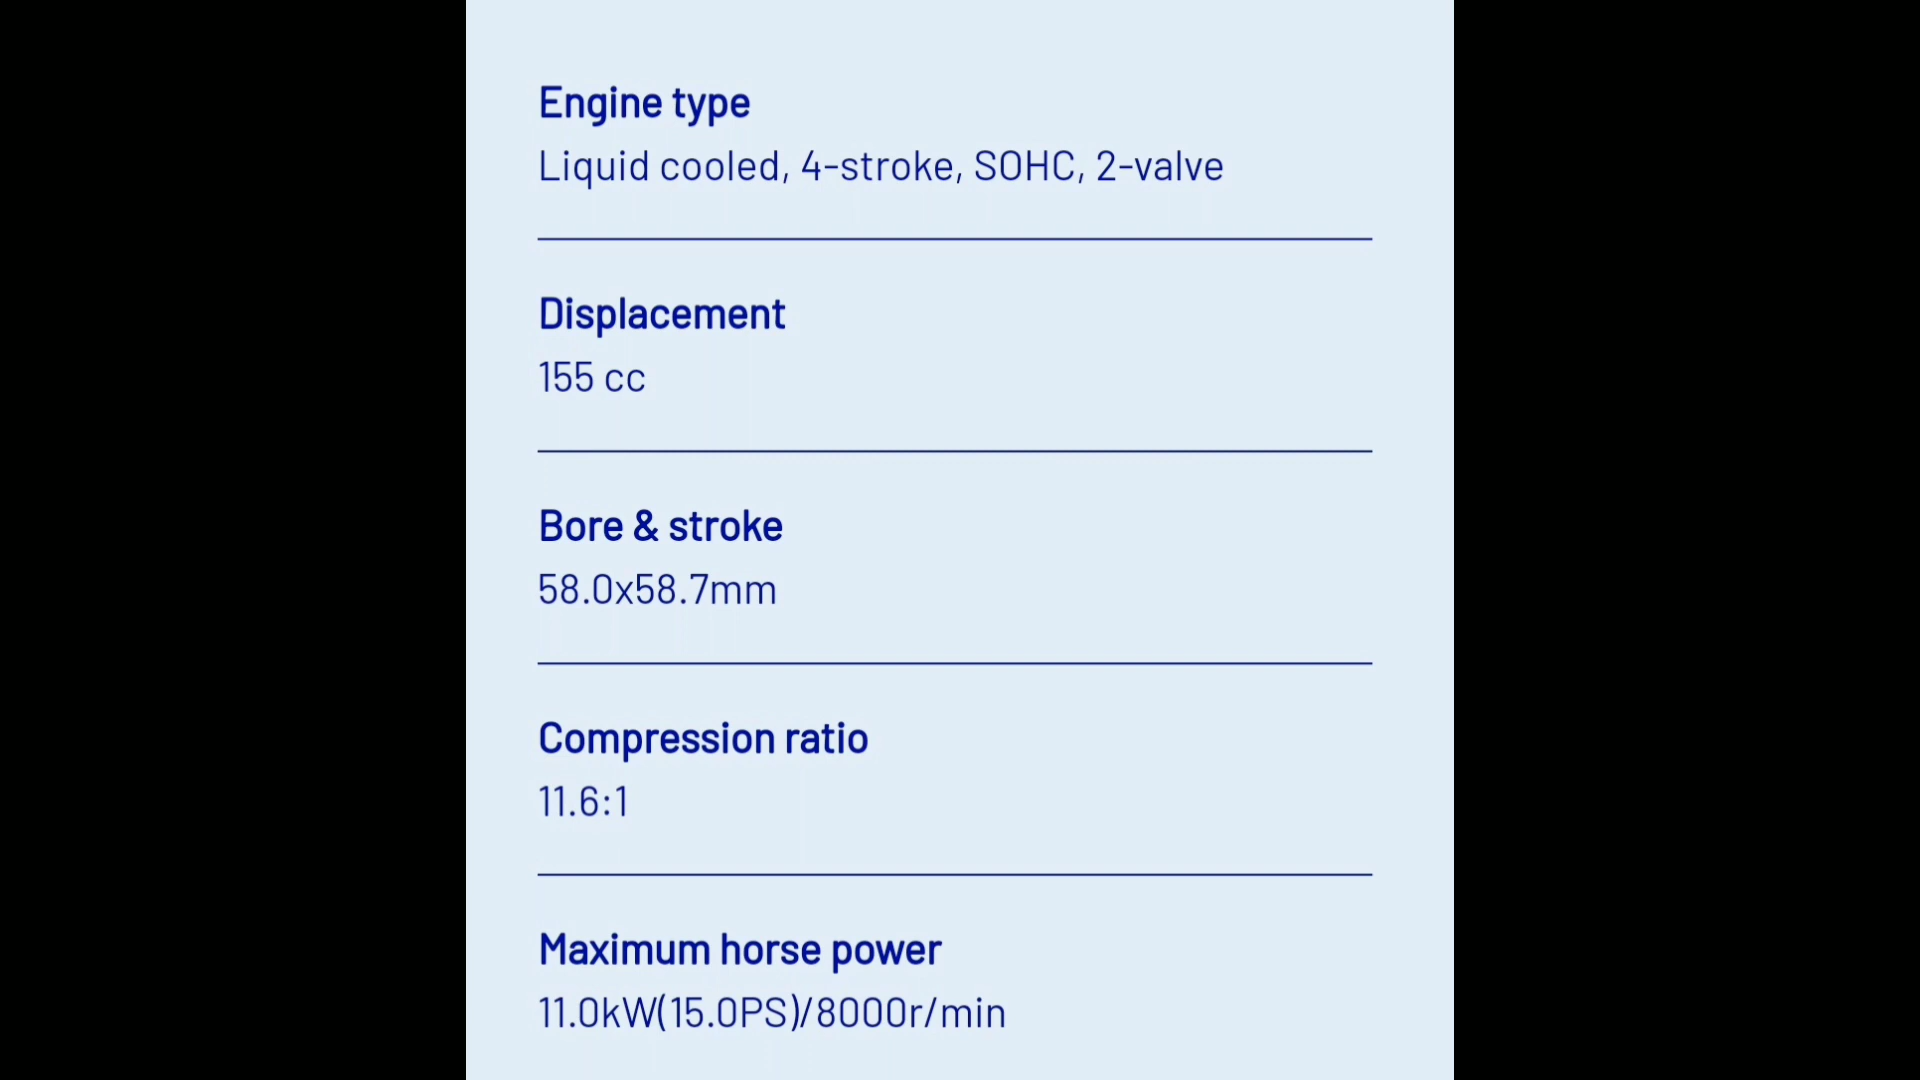 Engine type
Liquid cooled, 4-stroke, SOHC, 2-valve
Displacement
155 cc
Bore & stroke
58.0x58.7mm
Compression ratio
11.6:1
Maximum horse power
11.0kW(15.0PS)/8000r/min